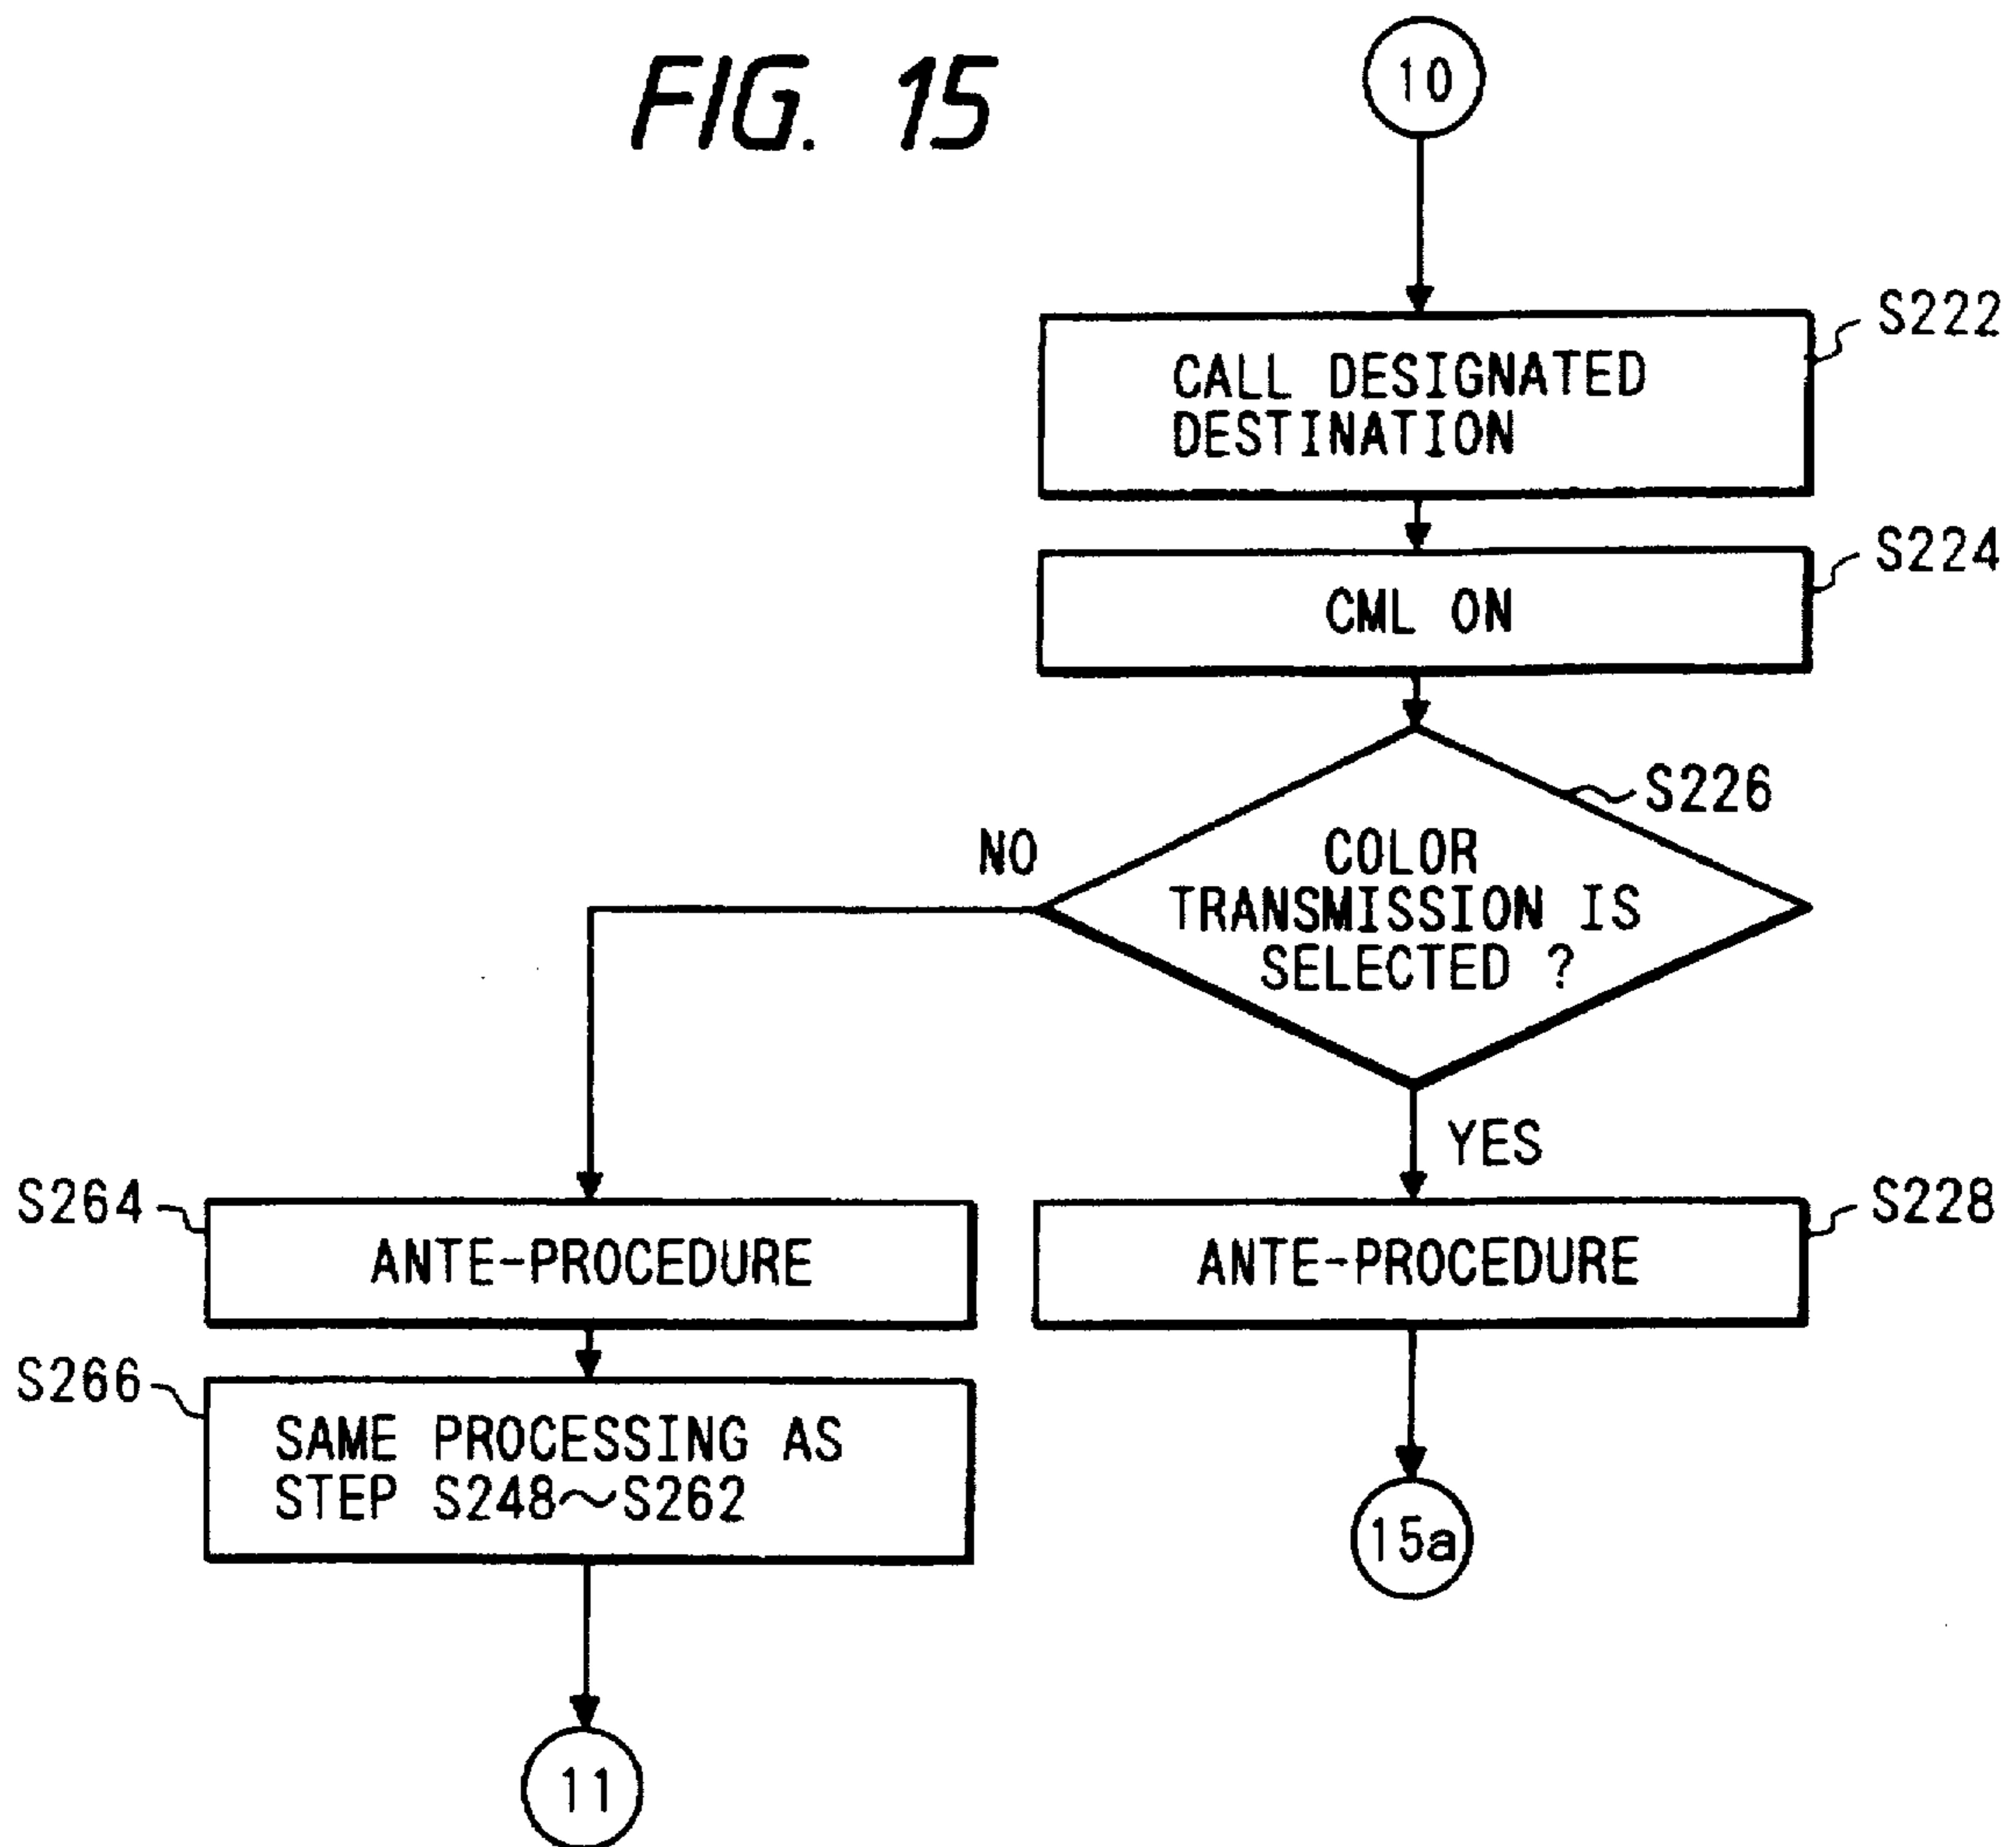 FIG. 15
10
CALL DESIGNATED
DESTINATION
S222
CML ON
S224
COLOR
TRANSMISSION IS
SELECTED ?
S226
NO
YES
S264
ANTE-PROCEDURE
ANTE-PROCEDURE
S228
S266
SAME PROCESSING AS
STEP S248~S262
15a
11